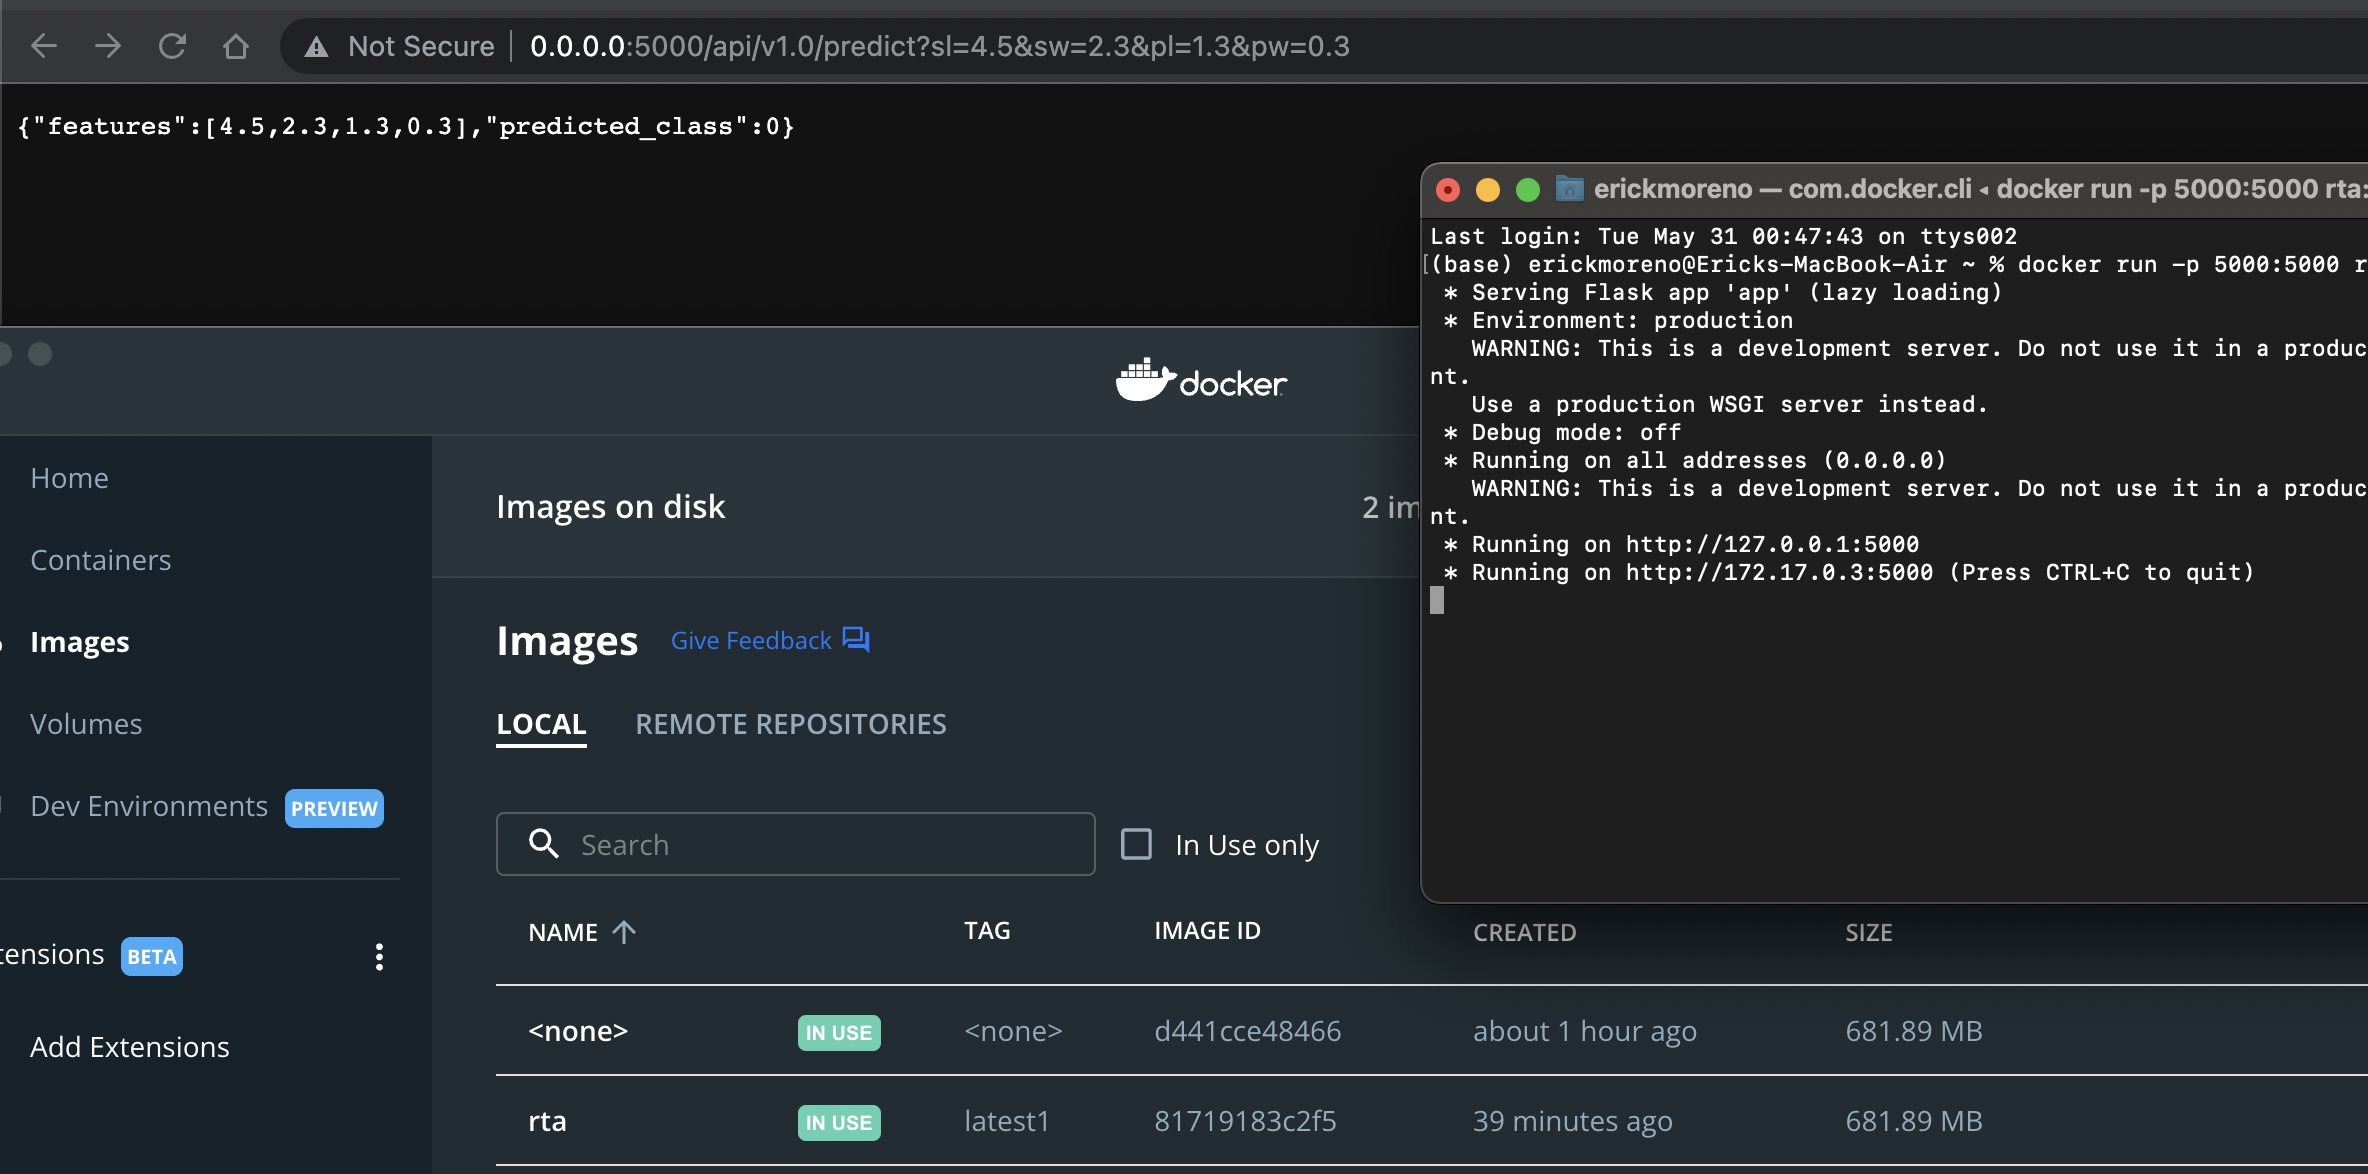 Not Secure 0.0.0.0:5000/api/v1.0/predict?sl=4.5&sw=2.3&pl=1.3&pw=0.3
{"features":[4.5,2.3,1.3,0.3],"predicted_class":0}
erickmoreno — com.docker.cli ◂ docker run -p 5000:5000 rta:
Last login: Tue May 31 00:47:43 on ttys002
[(base) erickmoreno@Ericks-MacBook-Air ~ % docker run -p 5000:5000 r
* Serving Flask app 'app' (lazy loading)
* Environment: production
WARNING: This is a development server. Do not use it in a produc
nt.
Use a production WSGI server instead.
* Debug mode: off
* Running on all addresses (0.0.0.0)
WARNING: This is a development server. Do not use it in a produc
nt.
* Running on http://127.0.0.1:5000
* Running on http://172.17.0.3:5000 (Press CTRL+C to quit)
docker
Home
Containers
Images
Volumes
Dev Environments PREVIEW
tensions BETA
Add Extensions
Images on disk 2 im
Images Give Feedback
LOCAL REMOTE REPOSITORIES
Search In Use only
NAME ↑ TAG IMAGE ID CREATED SIZE
<none> IN USE <none> d441cce48466 about 1 hour ago 681.89 MB
rta IN USE latest1 81719183c2f5 39 minutes ago 681.89 MB